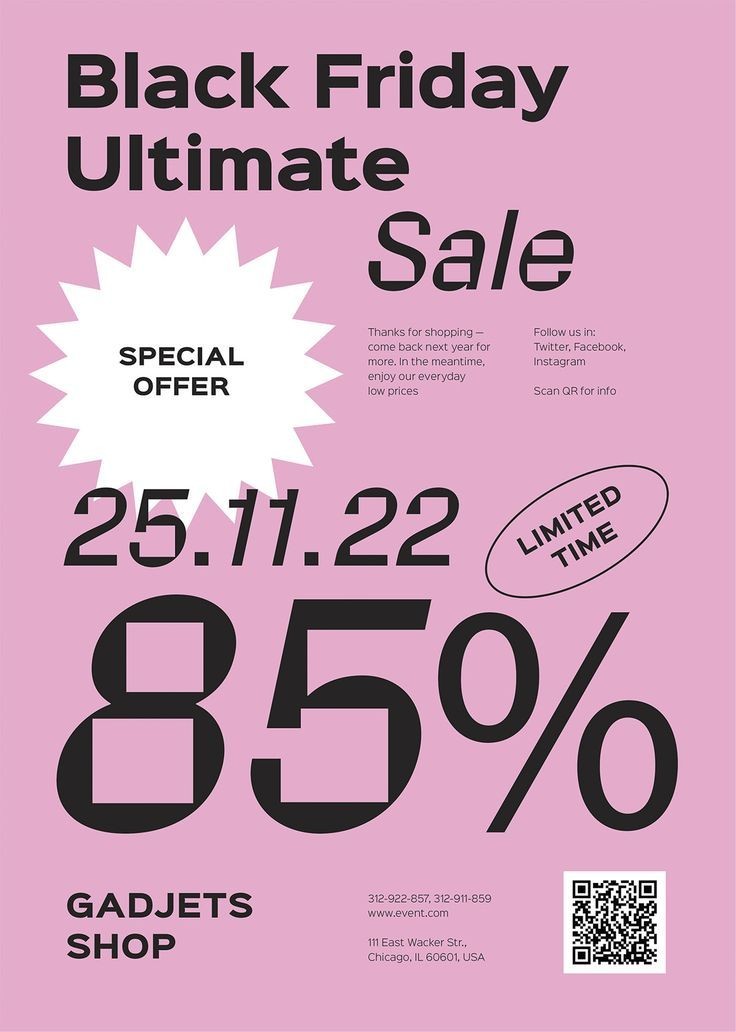 Black Friday
Ultimate
Sale
SPECIAL
OFFER
Thanks for shopping —
come back next year for
more. In the meantime,
enjoy our everyday
low prices
Follow us in:
Twitter, Facebook,
Instagram
Scan QR for info
25.11.22
LIMITED
TIME
85%
GADJETS
SHOP
312-922-857, 312-911-859
www.event.com
111 East Wacker Str.,
Chicago, IL 60601, USA